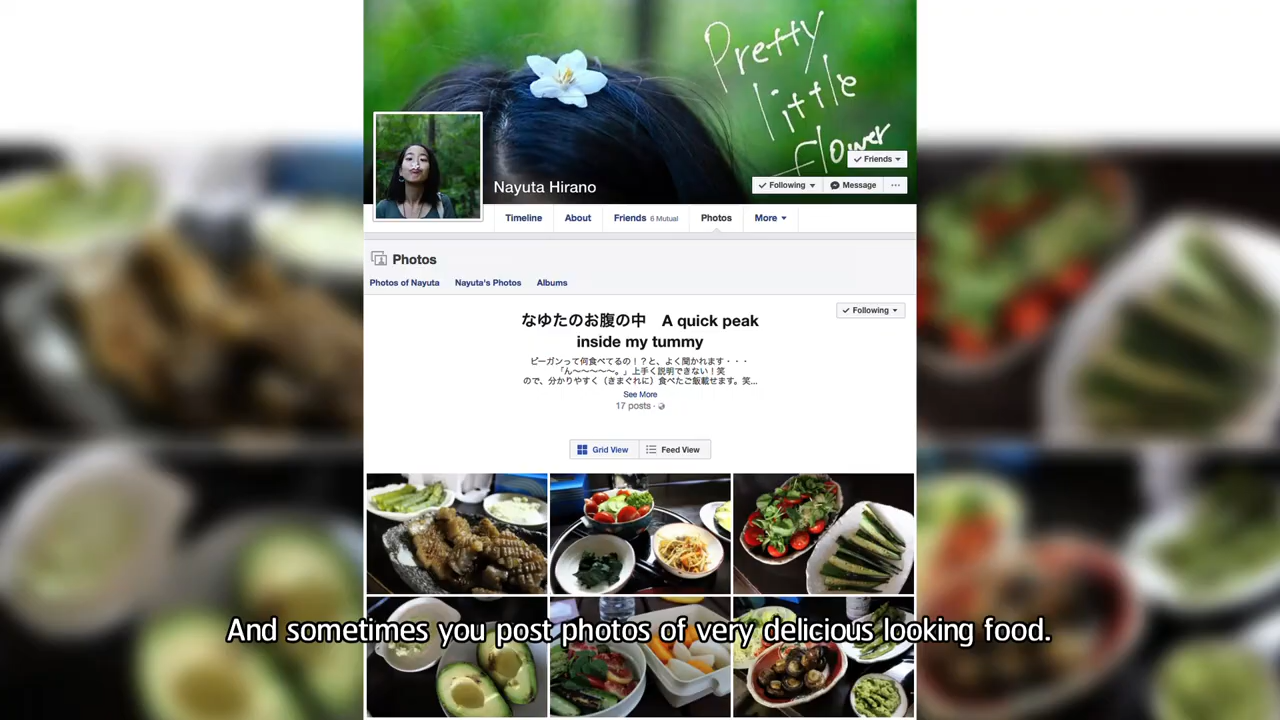 Pretty
little
flower
Friends
Nayuta Hirano
Following
Message
Timeline
About
Friends 6 Mutual
Photos
More
Photos
Photos of Nayuta
Nayuta's Photos
Albums
Following
なゆたのお腹の中 A quick peak
inside my tummy
ビーガンって何食べてるの！？と、よく聞かれます・・・
「ん〜〜〜〜〜。」上手く説明できない！笑
ので、分かりやすく（きまぐれに）食べたご飯載せます。笑...
See More
17 posts ·
Grid View
Feed View
And sometimes you post photos of very delicious looking food.